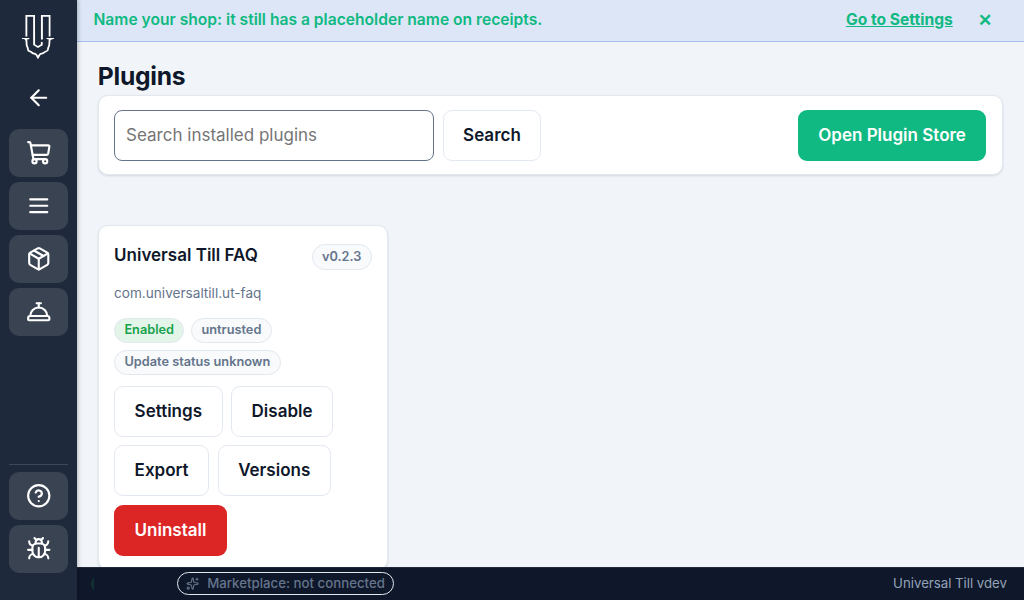 Name your shop: it still has a placeholder name on receipts. Go to Settings ✕
Plugins
Search installed plugins Search Open Plugin Store
Universal Till FAQ v0.2.3
com.universaltill.ut-faq
Enabled untrusted
Update status unknown
Settings Disable
Export Versions
Uninstall
Marketplace: not connected Universal Till vdev